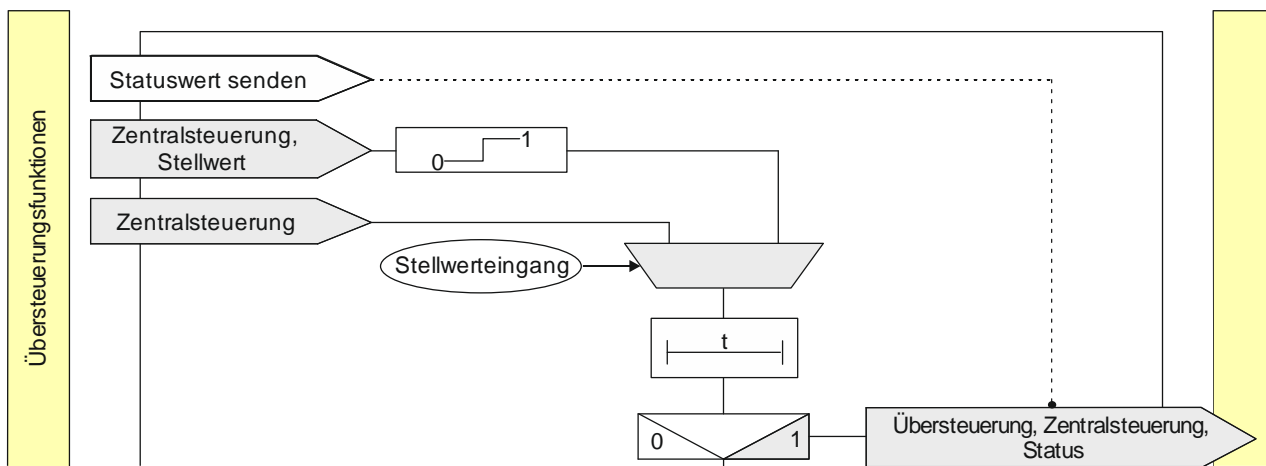 Übersteuerungsfunktionen
Statuswert senden
Zentralsteuerung,
Stellwert
0
1
Zentralsteuerung
Stellwerteingang
t
0
1
Übersteuerung, Zentralsteuerung,
Status